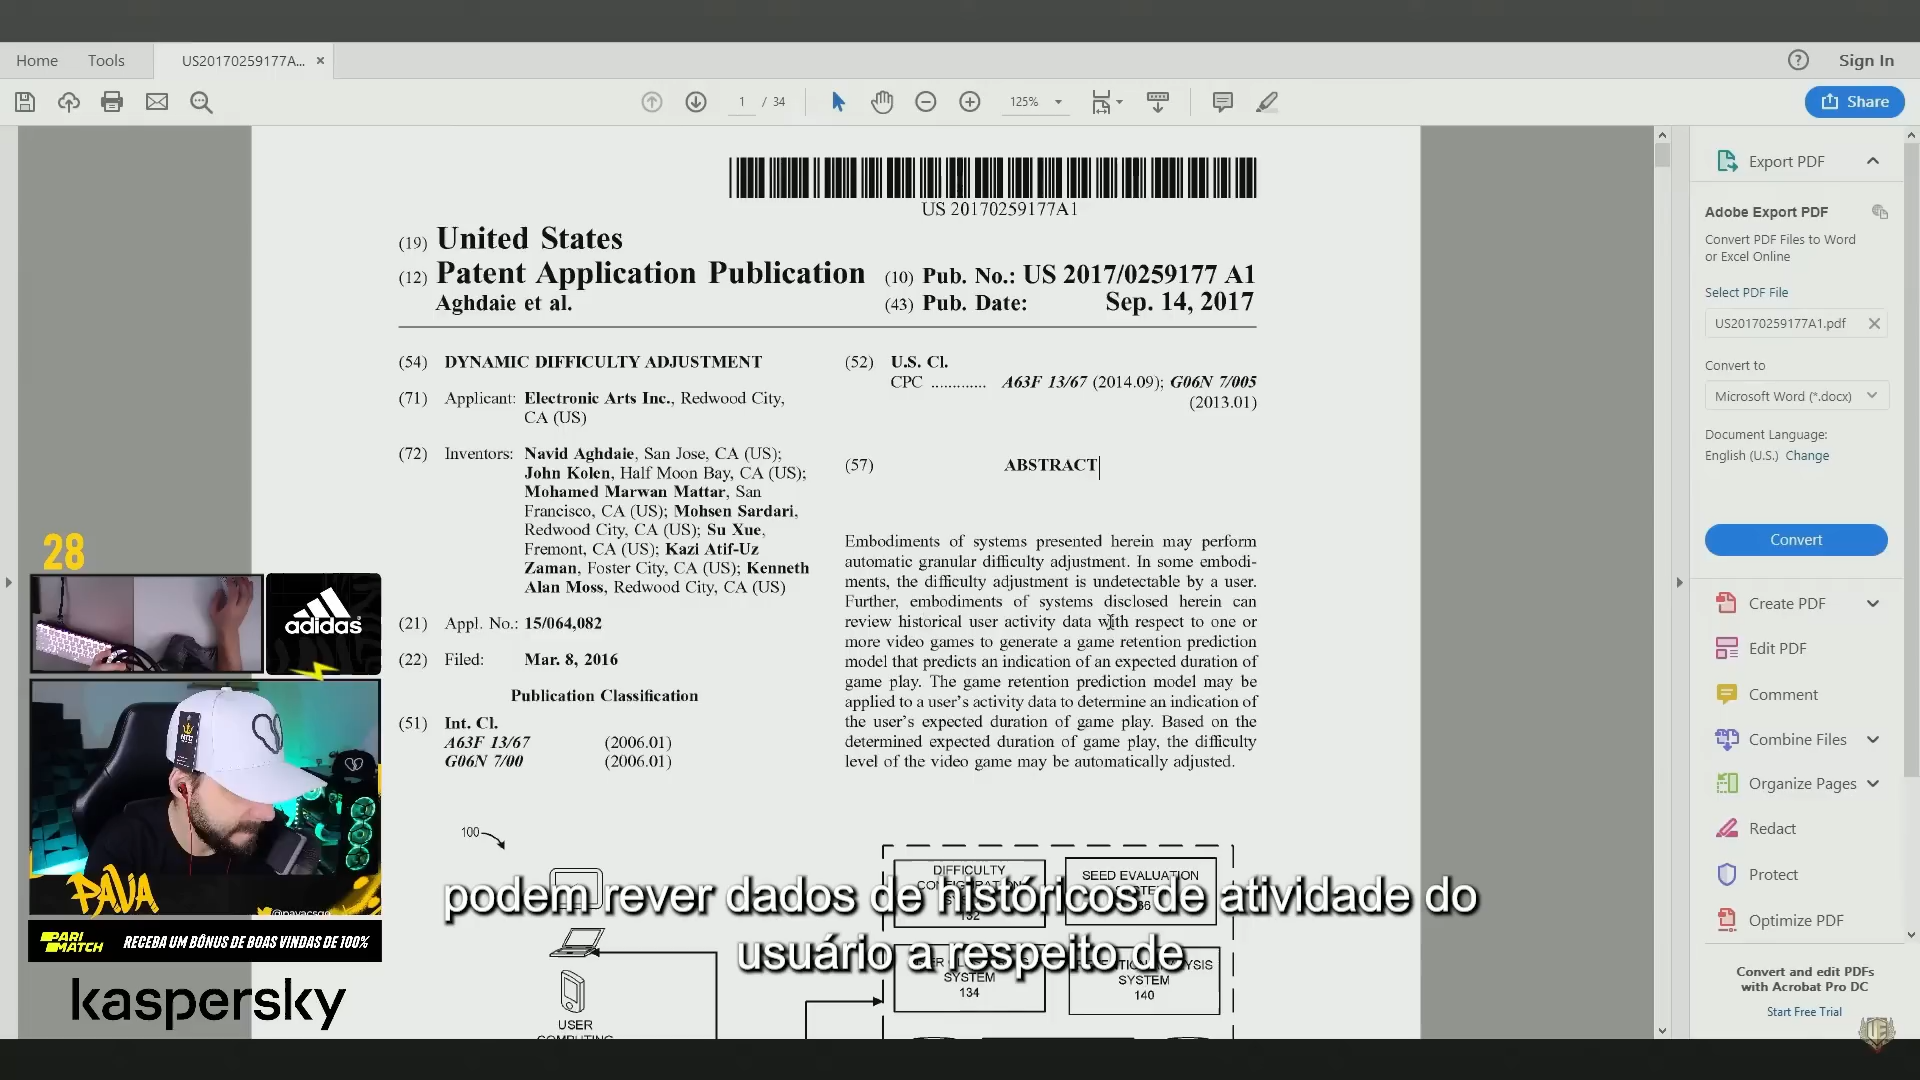 Home
Tools
US20170259177A...
Sign In
1 / 34
125%
Share
US 20170259177A1
(19) United States
(12) Patent Application Publication
Aghdaie et al.
(10) Pub. No.: US 2017/0259177 A1
(43) Pub. Date: Sep. 14, 2017
(54) DYNAMIC DIFFICULTY ADJUSTMENT
(71) Applicant: Electronic Arts Inc., Redwood City,
CA (US)
(72) Inventors: Navid Aghdaie, San Jose, CA (US);
John Kolen, Half Moon Bay, CA (US);
Mohamed Marwan Mattar, San
Francisco, CA (US); Mohsen Sardari,
Redwood City, CA (US); Su Xue,
Fremont, CA (US); Kazi Atif-Uz
Zaman, Foster City, CA (US); Kenneth
Alan Moss, Redwood City, CA (US)
(21) Appl. No.: 15/064,082
(22) Filed: Mar. 8, 2016
Publication Classification
(51) Int. Cl.
A63F 13/67 (2006.01)
G06N 7/00 (2006.01)
(52) U.S. Cl.
CPC ............. A63F 13/67 (2014.09); G06N 7/005
(2013.01)
(57) ABSTRACT
Embodiments of systems presented herein may perform
automatic granular difficulty adjustment. In some embodi-
ments, the difficulty adjustment is undetectable by a user.
Further, embodiments of systems disclosed herein can
review historical user activity data with respect to one or
more video games to generate a game retention prediction
model that predicts an indication of an expected duration of
game play. The game retention prediction model may be
applied to a user's activity data to determine an indication of
the user's expected duration of game play. Based on the
determined expected duration of game play, the difficulty
level of the video game may be automatically adjusted.
100
DIFFICULTY
132
SEED EVALUATION
SYSTEM
134
SYSTEM
140
USER
podem rever dados de históricos de atividade do
usuário a respeito de
28
adidas
PAVA
@pavacsgo
PARI
MATCH
RECEBA UM BÔNUS DE BOAS VINDAS DE 100%
kaspersky
Export PDF
Adobe Export PDF
Convert PDF Files to Word
or Excel Online
Select PDF File
US20170259177A1.pdf
Convert to
Microsoft Word (*.docx)
Document Language:
English (U.S.) Change
Convert
Create PDF
Edit PDF
Comment
Combine Files
Organize Pages
Redact
Protect
Optimize PDF
Convert and edit PDFs
with Acrobat Pro DC
Start Free Trial